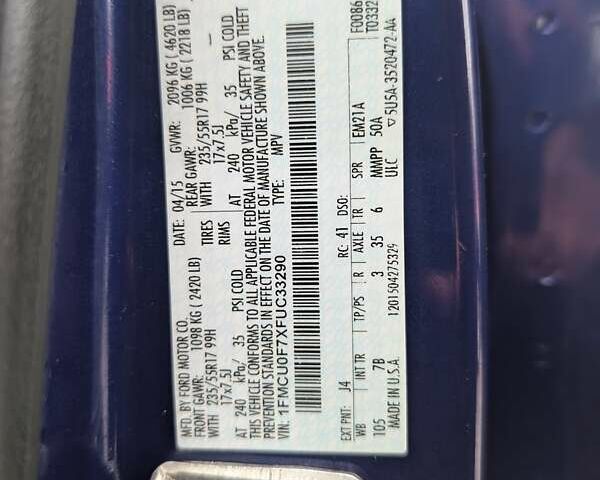 MFD. BY FORD MOTOR CO.
DATE: 04/15 GVWR: 2096 KG (4620 LB)
FRONT GAWR: 1098 KG (2420 LB) REAR GAWR: 1006 KG (2218 LB)
WITH 235/55R17 99H TIRES WITH 235/55R17 99H
17x7.5J RIMS 17x7.5J
AT 240 kPa/ 35 PSI COLD AT 240 kPa/ 35 PSI COLD
THIS VEHICLE CONFORMS TO ALL APPLICABLE FEDERAL MOTOR VEHICLE SAFETY AND THEFT
PREVENTION STANDARDS IN EFFECT ON THE DATE OF MANUFACTURE SHOWN ABOVE.
VIN: 1FMCU0F7XFUC33290 TYPE: MPV
F0086
T0332
EXT PNT: J4 RC: 41 DSO:
WB INT TR TP/PS R AXLE TR SPR EM21A
105 7B 3 35 6 MMPP 50A
MADE IN U.S.A. 1201504275329 ULC ▽5U5A-3520472-AA